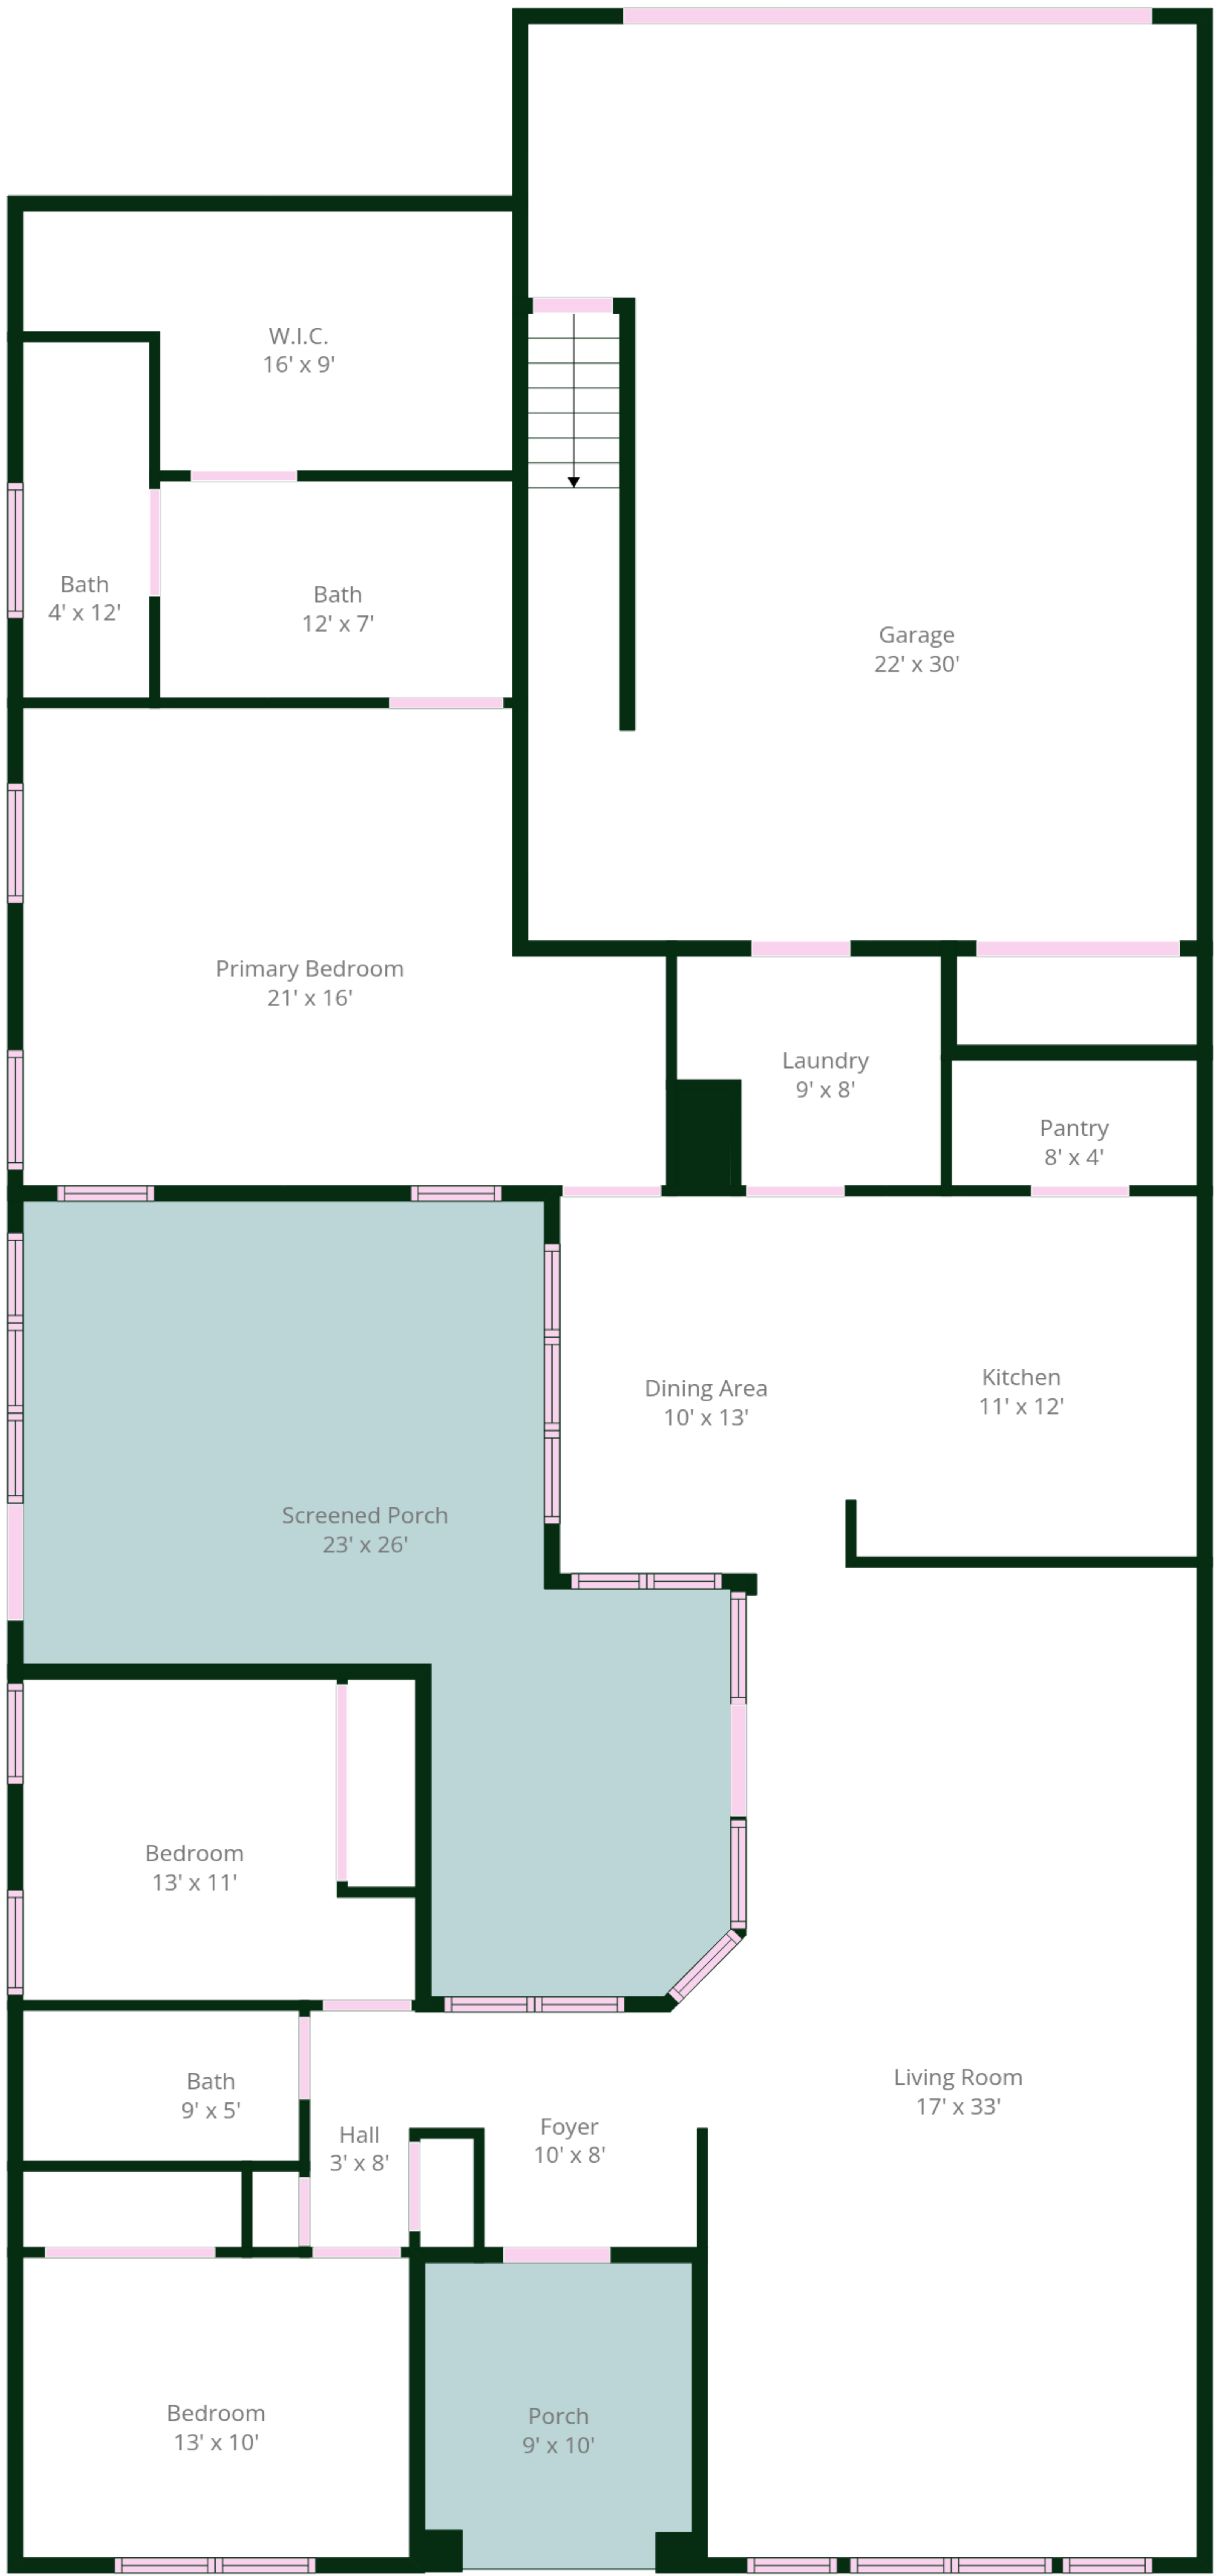 W.I.C.
16' x 9'
Bath
4' x 12'
Bath
12' x 7'
Garage
22' x 30'
Primary Bedroom
21' x 16'
Laundry
9' x 8'
Pantry
8' x 4'
Dining Area
10' x 13'
Kitchen
11' x 12'
Screened Porch
23' x 26'
Bedroom
13' x 11'
Bath
9' x 5'
Hall
3' x 8'
Foyer
10' x 8'
Living Room
17' x 33'
Bedroom
13' x 10'
Porch
9' x 10'